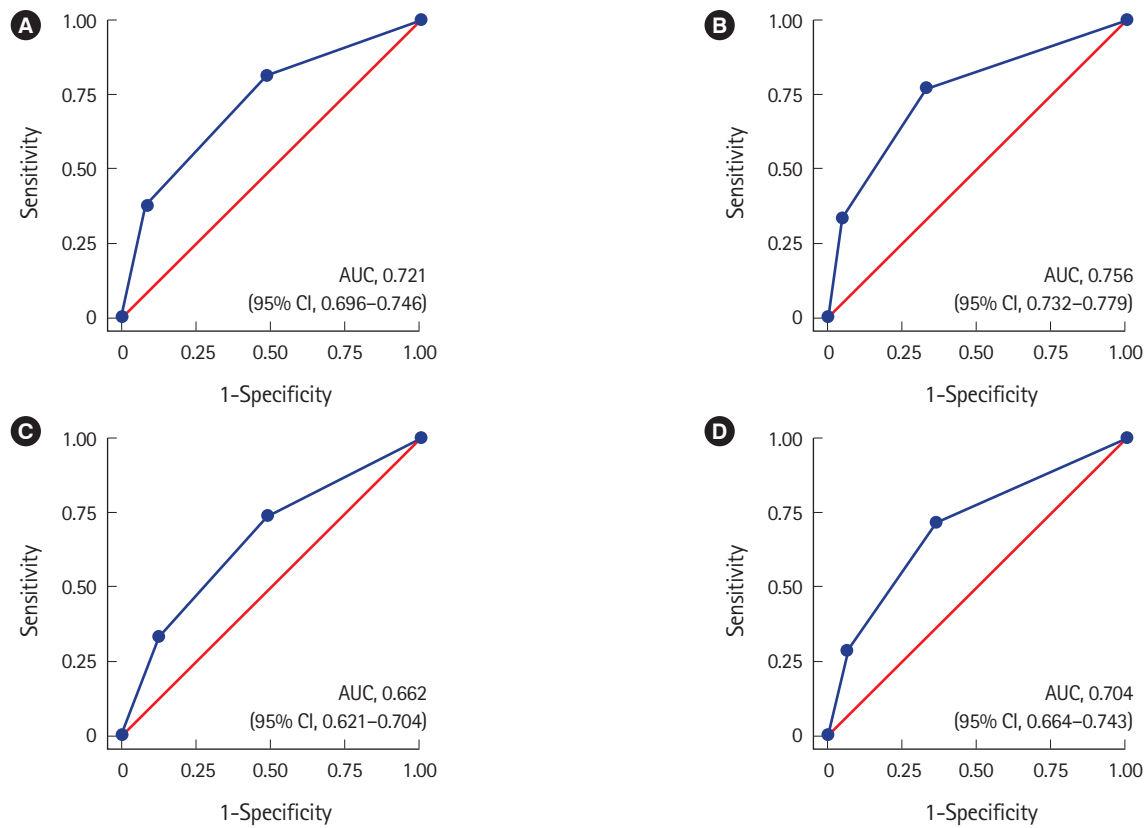 A
1.00
0.75
0.50
0.25
0
Sensitivity
AUC, 0.721
(95% CI, 0.696–0.746)
0 0.25 0.50 0.75 1.00
1-Specificity
B
1.00
0.75
0.50
0.25
0
Sensitivity
AUC, 0.756
(95% CI, 0.732–0.779)
0 0.25 0.50 0.75 1.00
1-Specificity
C
1.00
0.75
0.50
0.25
0
Sensitivity
AUC, 0.662
(95% CI, 0.621–0.704)
0 0.25 0.50 0.75 1.00
1-Specificity
D
1.00
0.75
0.50
0.25
0
Sensitivity
AUC, 0.704
(95% CI, 0.664–0.743)
0 0.25 0.50 0.75 1.00
1-Specificity